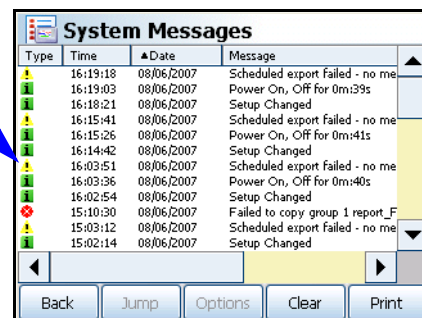 System Messages
Type Time ▲Date Message
16:19:18 08/06/2007 Scheduled export failed - no me
16:19:03 08/06/2007 Power On, Off for 0m:39s
16:18:21 08/06/2007 Setup Changed
16:15:41 08/06/2007 Scheduled export failed - no me
16:15:26 08/06/2007 Power On, Off for 0m:41s
16:14:42 08/06/2007 Setup Changed
16:03:51 08/06/2007 Scheduled export failed - no me
16:03:36 08/06/2007 Power On, Off for 0m:40s
16:02:54 08/06/2007 Setup Changed
15:10:30 08/06/2007 Failed to copy group 1 report_F
15:03:12 08/06/2007 Scheduled export failed - no me
15:02:14 08/06/2007 Setup Changed
Back Jump Options Clear Print